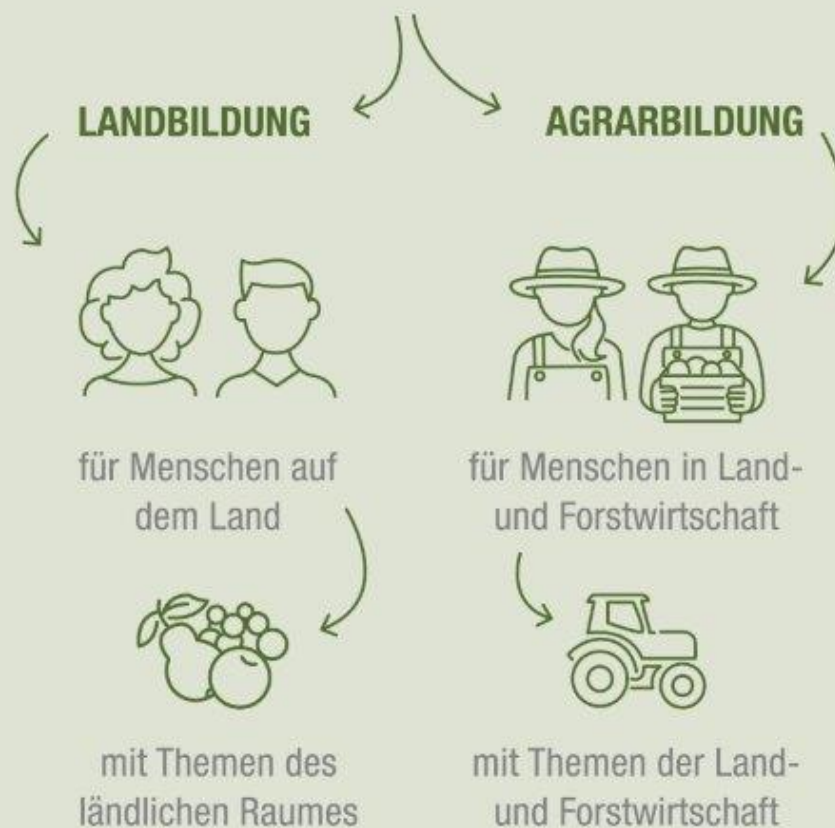 LANDBILDUNG
AGRARBILDUNG
für Menschen auf
dem Land
für Menschen in Land-
und Forstwirtschaft
mit Themen des
ländlichen Raumes
mit Themen der Land-
und Forstwirtschaft